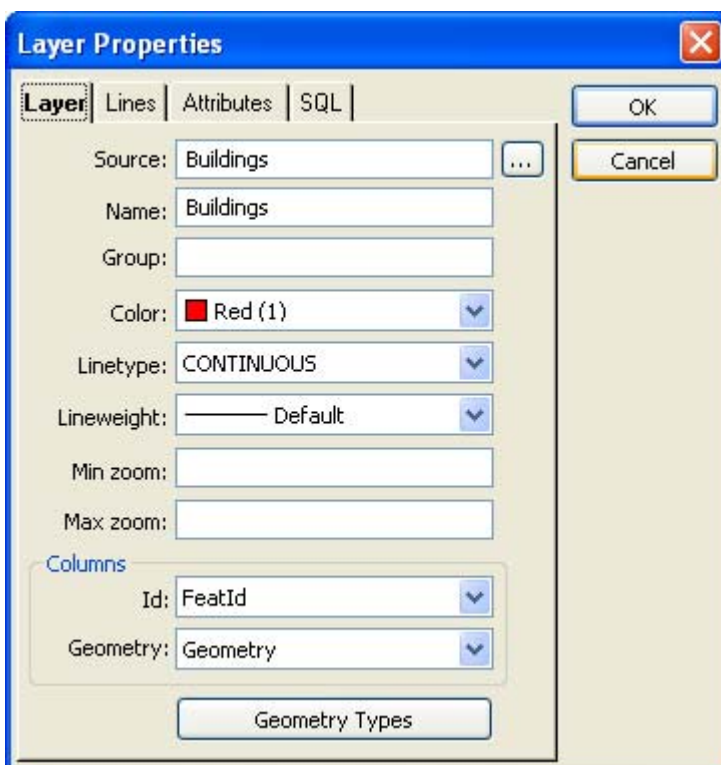 Layer Properties
Layer Lines Attributes SQL
OK
Source: Buildings ...
Cancel
Name: Buildings
Group:
Color: Red (1)
Linetype: CONTINUOUS
Lineweight: Default
Min zoom:
Max zoom:
Columns
Id: FeatId
Geometry: Geometry
Geometry Types